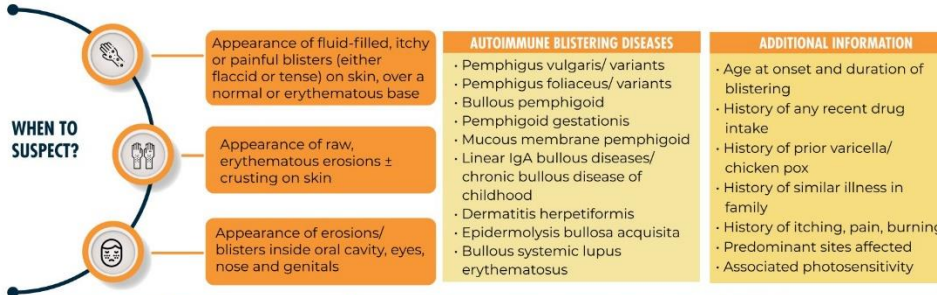 WHEN TO
SUSPECT?
Appearance of fluid-filled, itchy
or painful blisters (either
flaccid or tense) on skin, over a
normal or erythematous base
Appearance of raw,
erythematous erosions ±
crusting on skin
Appearance of erosions/
blisters inside oral cavity, eyes,
nose and genitals
AUTOIMMUNE BLISTERING DISEASES
• Pemphigus vulgaris/ variants
• Pemphigus foliaceus/ variants
• Bullous pemphigoid
• Pemphigoid gestationis
• Mucous membrane pemphigoid
• Linear IgA bullous diseases/
chronic bullous disease of
childhood
• Dermatitis herpetiformis
• Epidermolysis bullosa acquisita
• Bullous systemic lupus
erythematosus
ADDITIONAL INFORMATION
• Age at onset and duration of
blistering
• History of any recent drug
intake
• History of prior varicella/
chicken pox
• History of similar illness in
family
• History of itching, pain, burning
• Predominant sites affected
• Associated photosensitivity